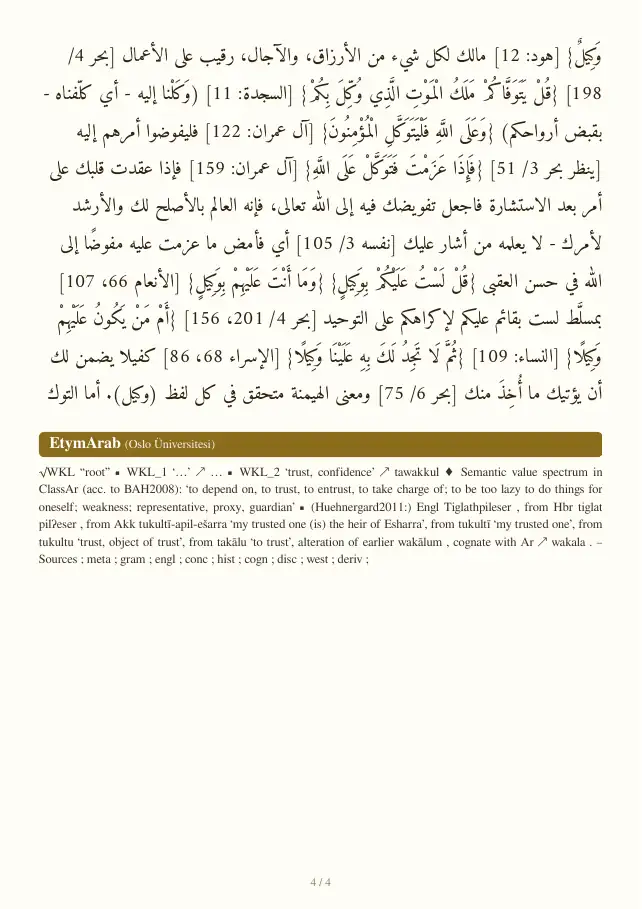 وَكِيلٌ} [هود: 12] مالك لكل شيء من الأرزاق، والآجال، رقيب على الأعمال [بحر 4/
198] {قُلْ يَتَوَفَّاكُمْ مَلَكُ الْمَوْتِ الَّذِي وُكِّلَ بِكُمْ} [السجدة: 11] (وَكَلْنا إليه - أي كلّفناه -
بقبض أرواحكم) {وَعَلَى اللَّهِ فَلْيَتَوَكَّلِ الْمُؤْمِنُونَ} [آل عمران: 122] فليفوضوا أمرهم إليه
[ينظر بحر 3/ 51] {فَإِذَا عَزَمْتَ فَتَوَكَّلْ عَلَى اللَّهِ} [آل عمران: 159] فإذا عقدت قلبك على
أمر بعد الاستشارة فاجعل تفويضك فيه إلى الله تعالى، فإنه العالم بالأصلح لك والأرشد
لأمرك - لا يعلمه من أشار عليك [نفسه 3/ 105] أي فأمض ما عزمت عليه مفوضًا إلى
الله في حسن العقبى {قُلْ لَسْتُ عَلَيْكُمْ بِوَكِيلٍ} {وَمَا أَنْتَ عَلَيْهِمْ بِوَكِيلٍ} [الأنعام 66، 107]
بمسلَّط لست بقائم عليكم لإكراهكم على التوحيد [بحر 4/ 201، 156] {أَمْ مَنْ يَكُونُ عَلَيْهِمْ
وَكِيلًا} [النساء: 109] {ثُمَّ لَا تَجِدُ لَكَ بِهِ عَلَيْنَا وَكِيلًا} [الإسراء 68، 86] كفيلا يضمن لك
أن يؤتيك ما أُخِذَ منك [بحر 6/ 75] ومعنى الهيمنة متحقق في كل لفظ (وكيل). أما التوك
EtymArab (Oslo Üniversitesi)
√WKL “root” ▪ WKL_1 ‘…’ ↗ … ▪ WKL_2 ‘trust, confidence’ ↗ tawakkul ♦ Semantic value spectrum in
ClassAr (acc. to BAH2008): ‘to depend on, to trust, to entrust, to take charge of; to be too lazy to do things for
oneself; weakness; representative, proxy, guardian’ ▪ (Huehnergard2011:) Engl Tiglathpileser , from Hbr tiglat
pilʔeser , from Akk tukultī-apil-ešarra ‘my trusted one (is) the heir of Esharra’, from tukultī ‘my trusted one’, from
tukultu ‘trust, object of trust’, from takālu ‘to trust’, alteration of earlier wakālum , cognate with Ar ↗ wakala . –
Sources ; meta ; gram ; engl ; conc ; hist ; cogn ; disc ; west ; deriv ;
4 / 4